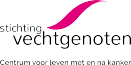 stichting
vechtgenoten
Centrum voor leven met en na kanker